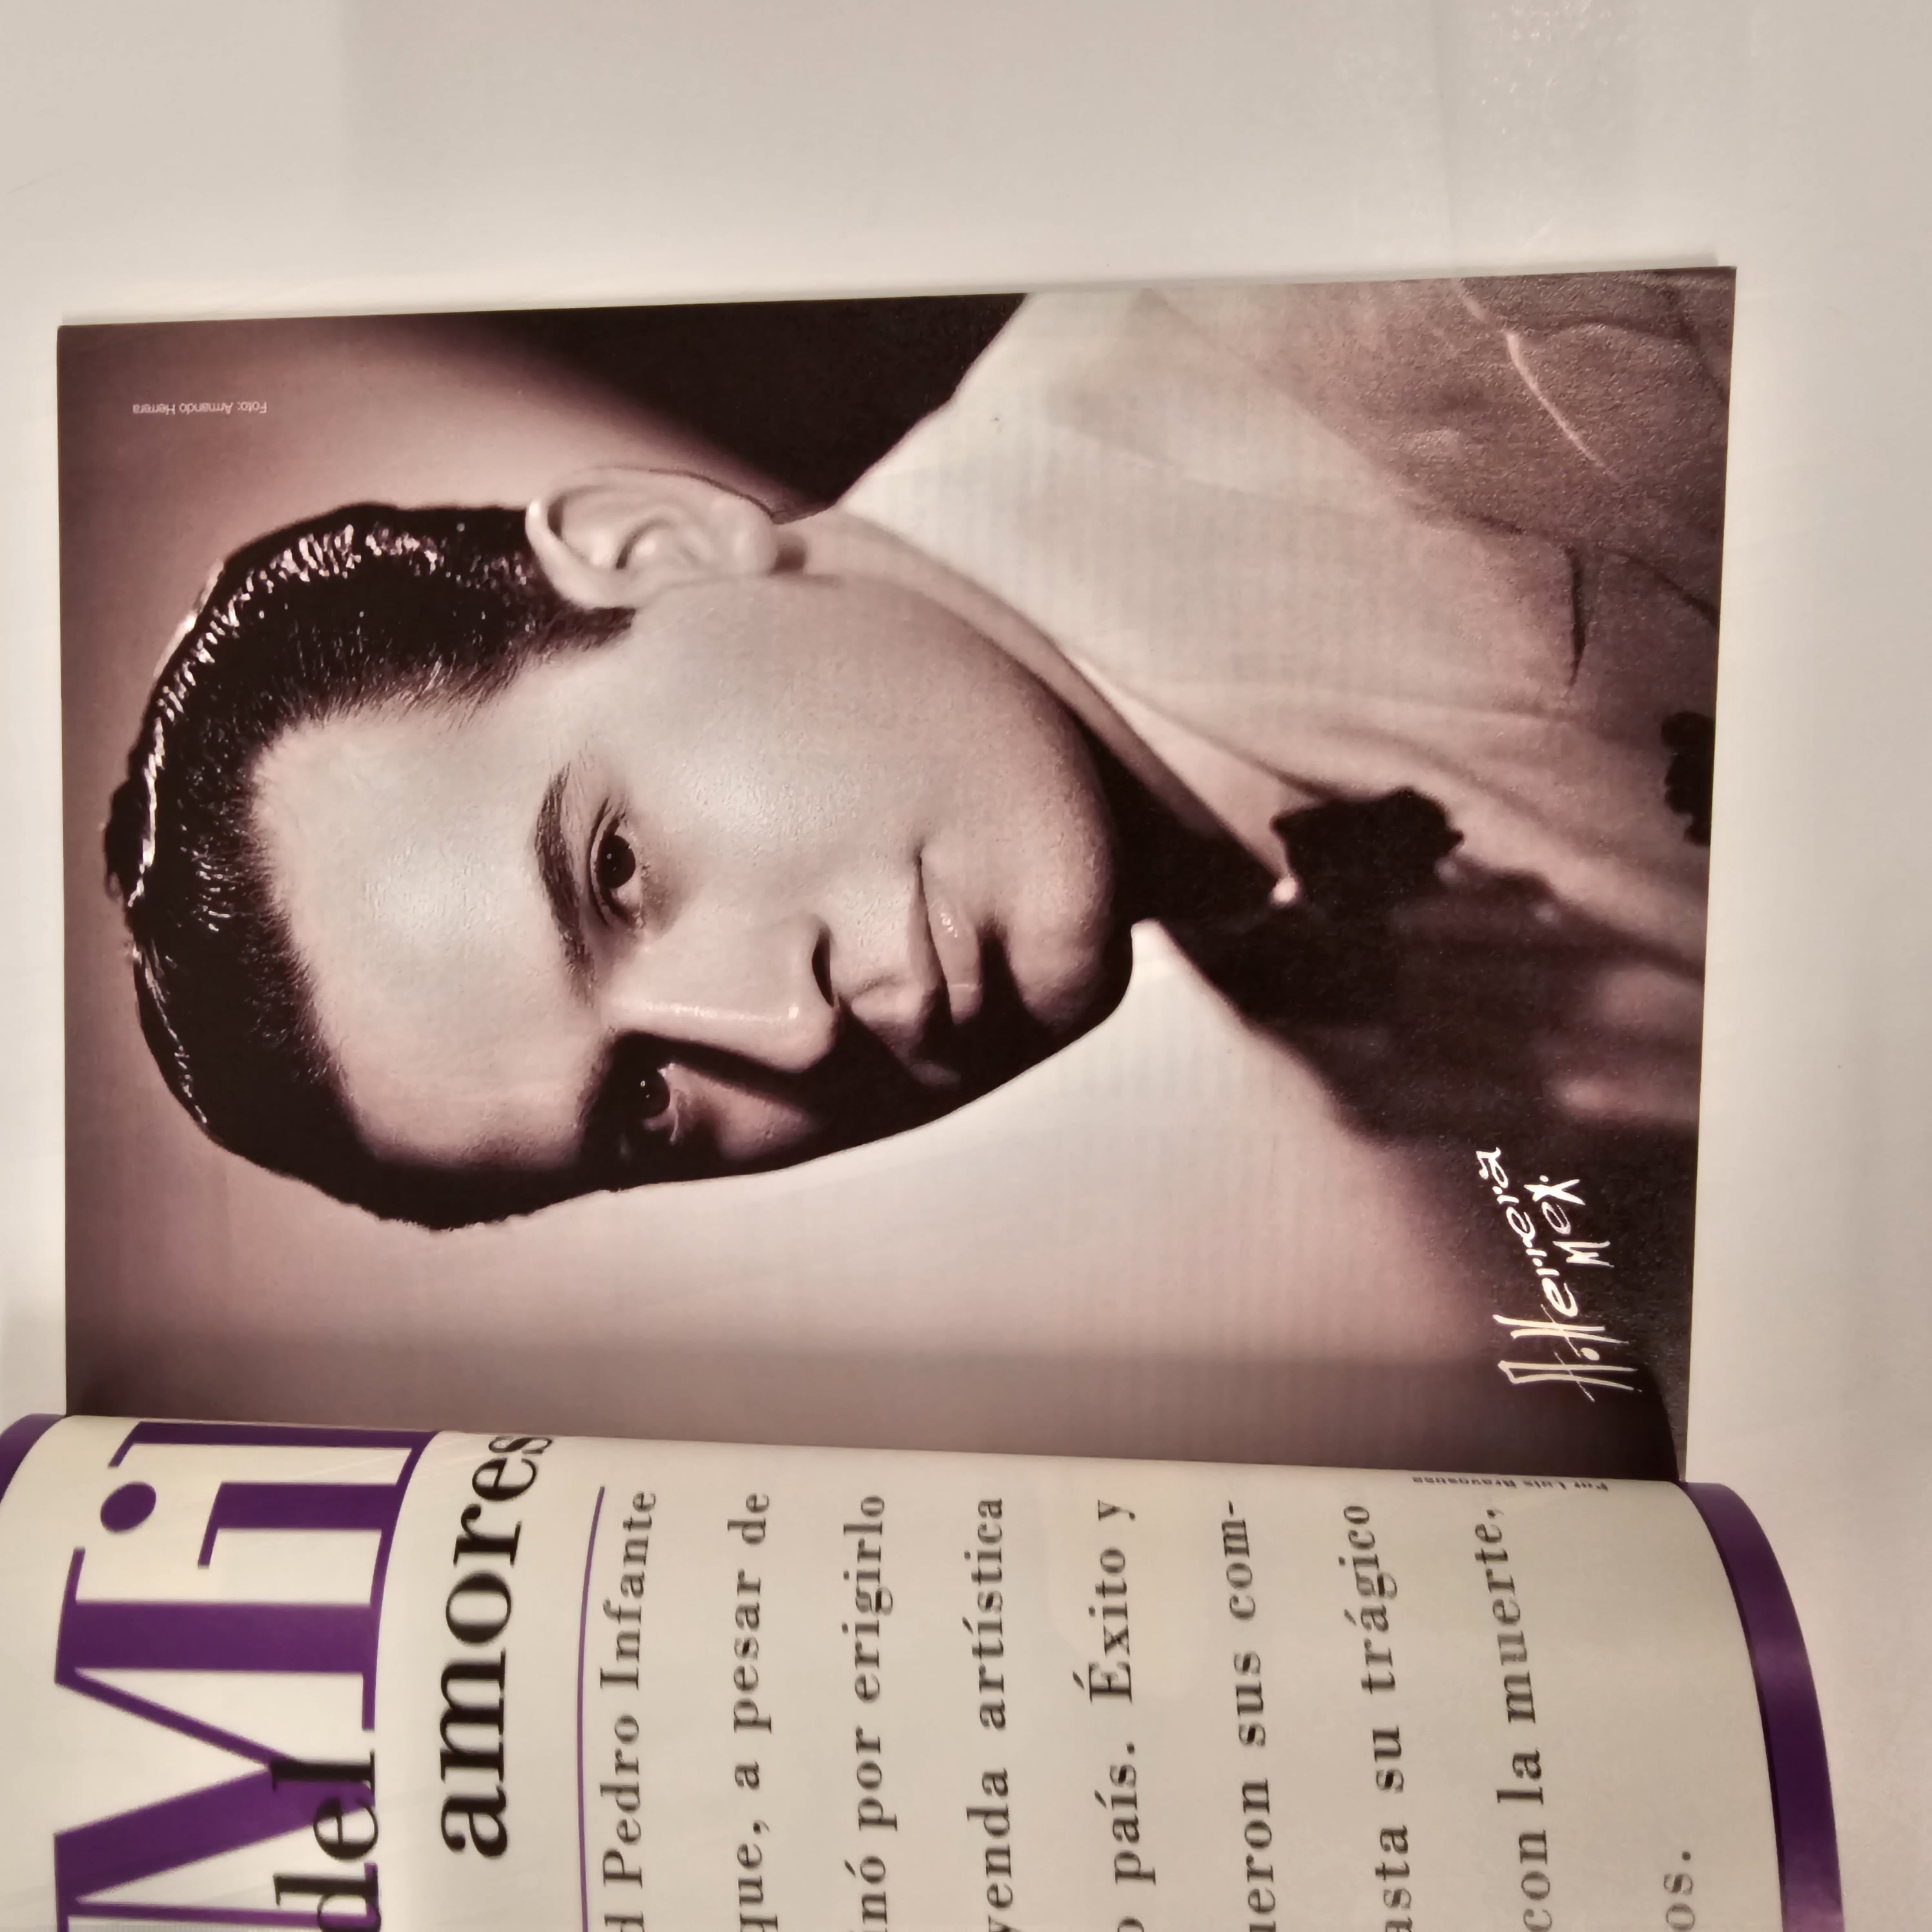 Mil
del
amores
d Pedro Infante
que, a pesar de
inó por erigirlo
yenda artística
o país. Éxito y
ueron sus com-
asta su trágico
con la muerte,
os.
Por Luis
Foto: Armando Herrera
A. Herrera
Mex.